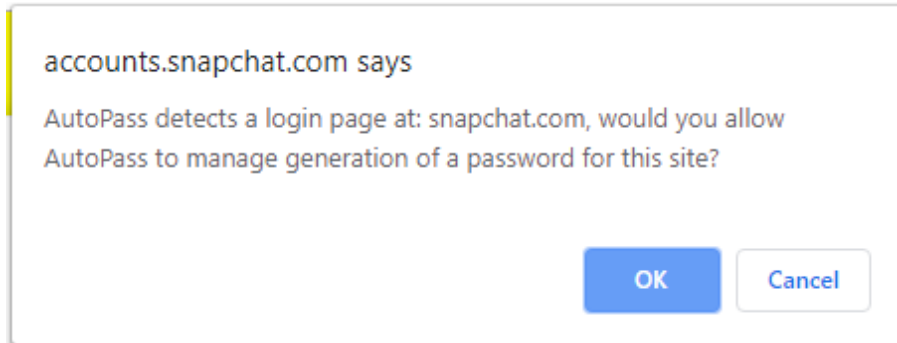 accounts.snapchat.com says
AutoPass detects a login page at: snapchat.com, would you allow
AutoPass to manage generation of a password for this site?
OK
Cancel